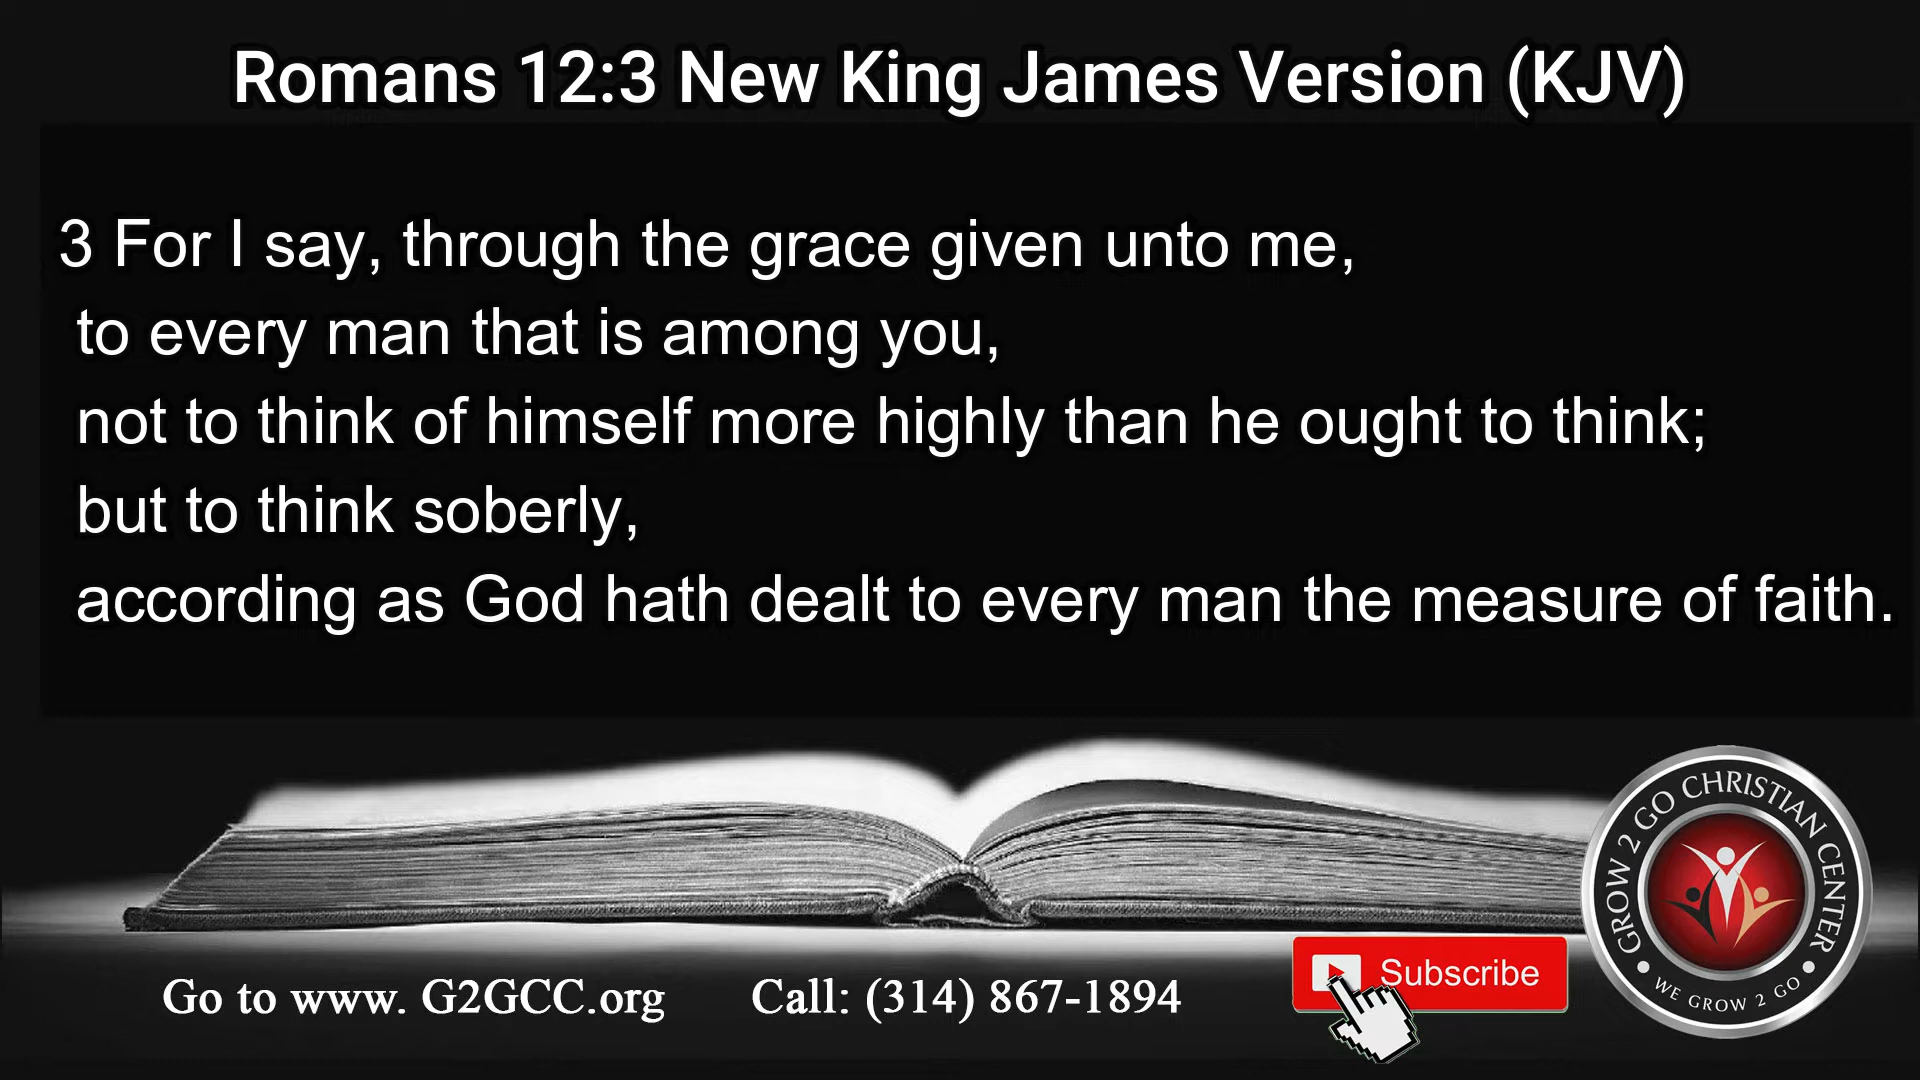 Romans 12:3 New King James Version (KJV)
3 For I say, through the grace given unto me,
to every man that is among you,
not to think of himself more highly than he ought to think;
but to think soberly,
according as God hath dealt to every man the measure of faith.
GROW 2 GO CHRISTIAN CENTER
• WE GROW 2 GO •
Subscribe
Go to www. G2GCC.org Call: (314) 867-1894